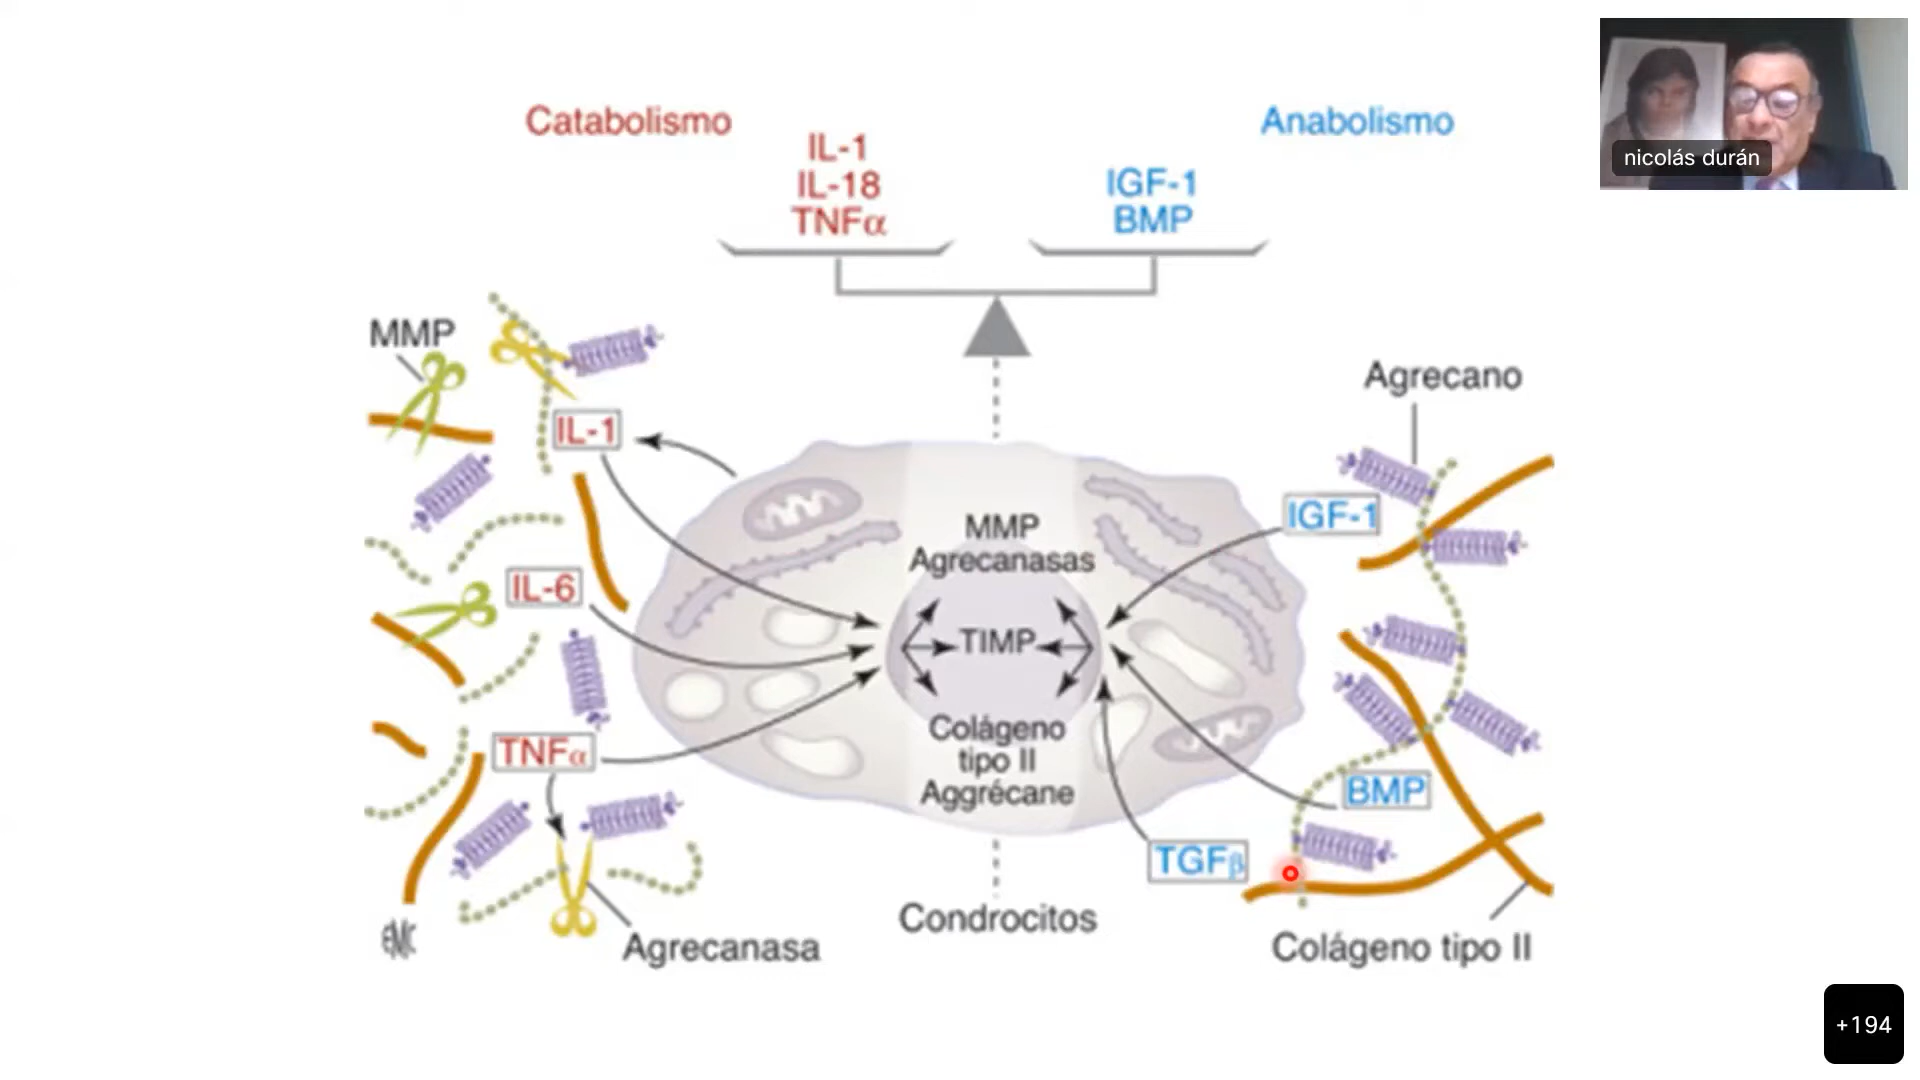 Catabolismo
IL-1
IL-18
TNFα
Anabolismo
IGF-1
BMP
nicolás durán
MMP
IL-1
IL-6
TNFα
Agrecanasa
EMC
MMP
Agrecanasas
TIMP
Colágeno
tipo II
Aggrécane
Condrocitos
Agrecano
IGF-1
BMP
TGFβ
Colágeno tipo II
+194